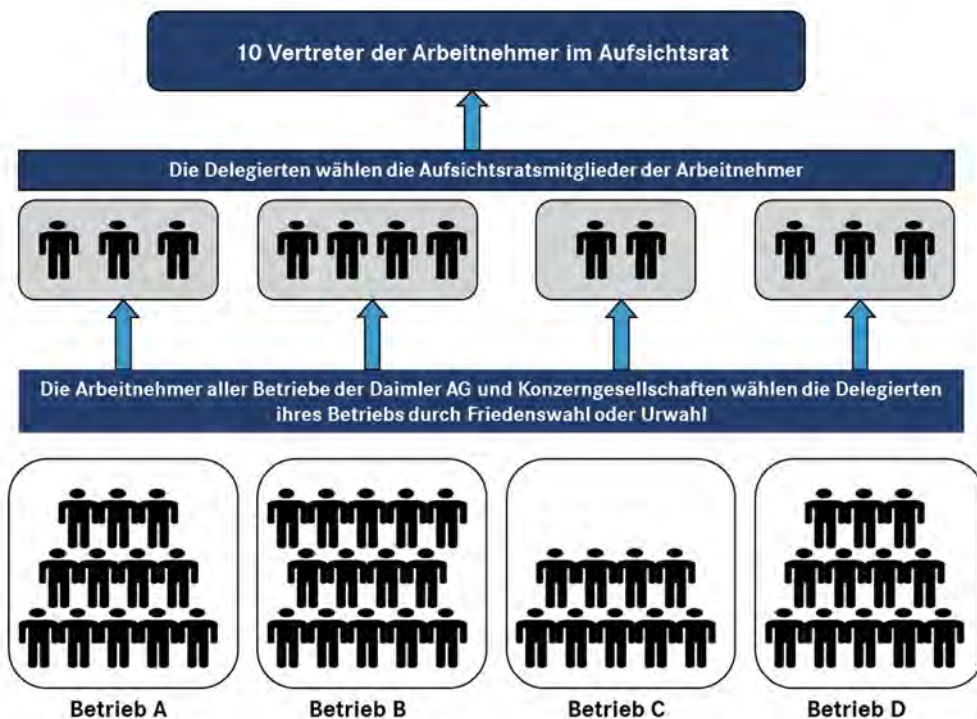 10 Vertreter der Arbeitnehmer im Aufsichtsrat
Die Delegierten wählen die Aufsichtsratsmitglieder der Arbeitnehmer
Die Arbeitnehmer aller Betriebe der Daimler AG und Konzerngesellschaften wählen die Delegierten
ihres Betriebs durch Friedenswahl oder Urwahl
Betrieb A
Betrieb B
Betrieb C
Betrieb D